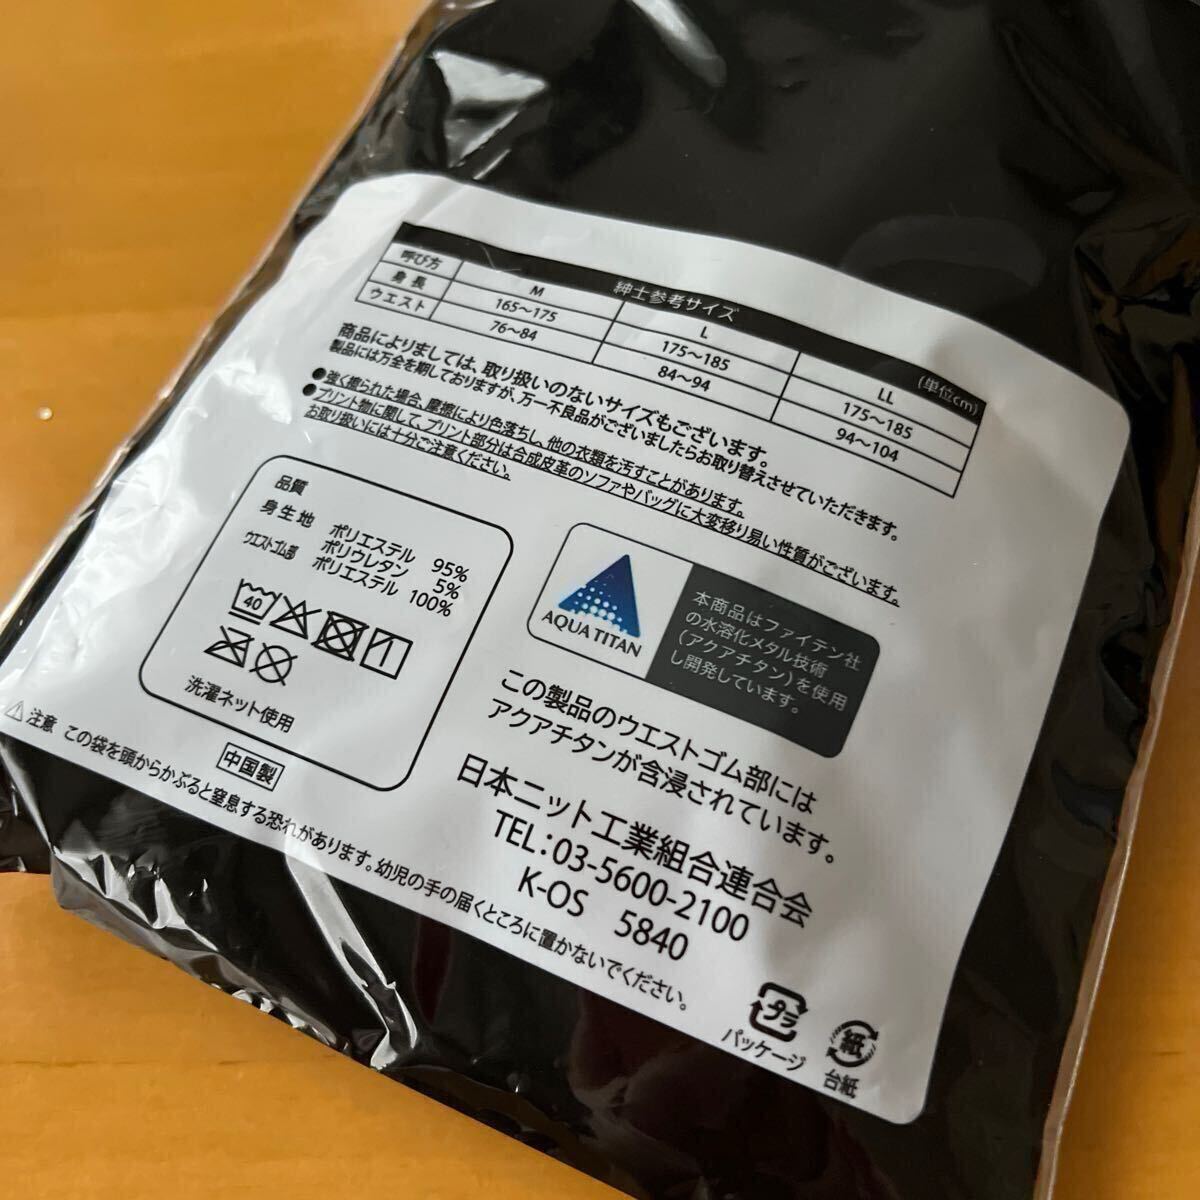 紳士参考サイズ (単位cm)
呼び方 M L LL
身長 165～175 175～185 175～185
ウエスト 76～84 84～94 94～104
商品によりましては、取り扱いのないサイズもございます。
製品には万全を期しておりますが、万一不良品がございましたらお取り替えさせていただきます。
●強く擦られた場合、摩擦により色落ちし、他の衣類を汚すことがあります。
●プリント物に関して、プリント部分は合成皮革のソファやバッグに大変移り易い性質がございます。
お取り扱いには十分ご注意ください。
品質
身生地 ポリエステル 95%
ポリウレタン 5%
ウエストゴム部 ポリエステル 100%
40
洗濯ネット使用
AQUA TITAN
本商品はファイテン社
の水溶化メタル技術
(アクアチタン)を使用
し開発しています。
この製品のウエストゴム部には
アクアチタンが含浸されています。
中国製
日本ニット工業組合連合会
TEL：03-5600-2100
K-OS 5840
⚠注意 この袋を頭からかぶると窒息する恐れがあります。幼児の手の届くところに置かないでください。
プラ
パッケージ
紙
台紙